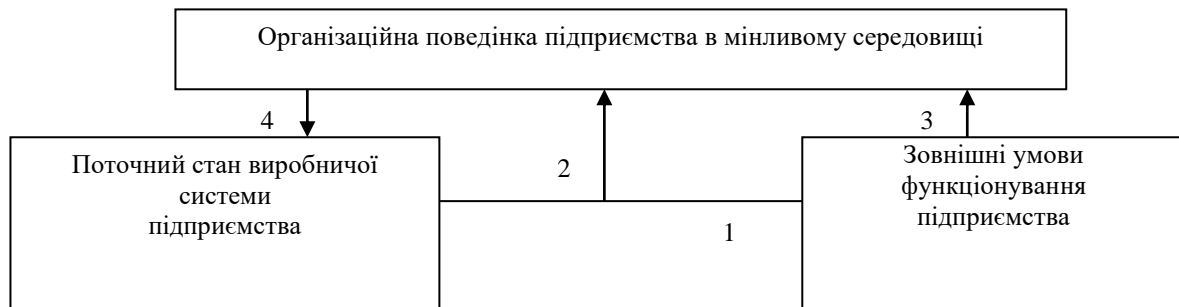 Організаційна поведінка підприємства в мінливому середовищі
4
3
Поточний стан виробничої
системи
підприємства
2
1
Зовнішні умови
функціонування
підприємства